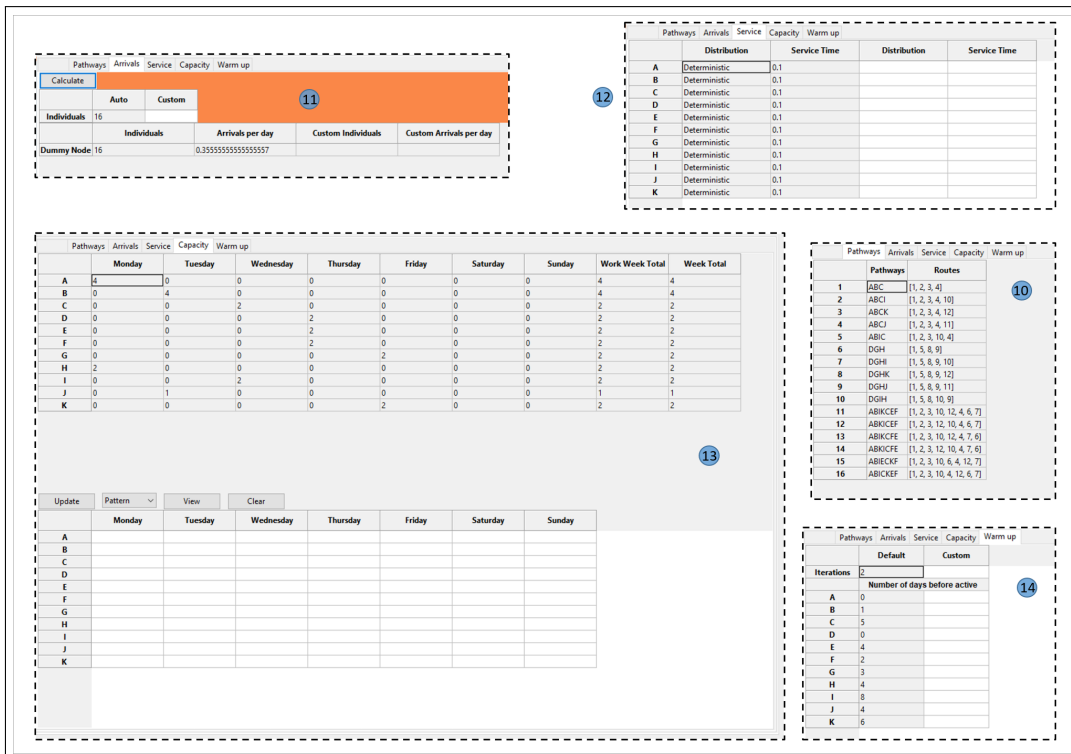 Pathways Arrivals Service Capacity Warm up
Calculate
11
Auto Custom
Individuals 16
Individuals Arrivals per day Custom Individuals Custom Arrivals per day
Dummy Node 16 0.35555555555555557
Pathways Arrivals Service Capacity Warm up
Distribution Service Time Distribution Service Time
A Deterministic 0.1
B Deterministic 0.1
12
C Deterministic 0.1
D Deterministic 0.1
E Deterministic 0.1
F Deterministic 0.1
G Deterministic 0.1
H Deterministic 0.1
I Deterministic 0.1
J Deterministic 0.1
K Deterministic 0.1
Pathways Arrivals Service Capacity Warm up
Monday Tuesday Wednesday Thursday Friday Saturday Sunday Work Week Total Week Total
A 4 0 0 0 0 0 0 4 4
B 0 4 0 0 0 0 0 4 4
C 0 0 2 0 0 0 0 2 2
D 0 0 0 2 0 0 0 2 2
E 0 0 0 2 0 0 0 2 2
F 0 0 0 2 0 0 0 2 2
G 0 0 0 0 2 0 0 2 2
H 2 0 0 0 0 0 0 2 2
I 0 0 2 0 0 0 0 2 2
J 0 1 0 0 0 0 0 1 1
K 0 0 0 0 2 0 0 2 2
13
Update Pattern View Clear
Monday Tuesday Wednesday Thursday Friday Saturday Sunday
A
B
C
D
E
F
G
H
I
J
K
Pathways Arrivals Service Capacity Warm up
Pathways Routes
1 ABC [1, 2, 3, 4]
10
2 ABCI [1, 2, 3, 4, 10]
3 ABCK [1, 2, 3, 4, 12]
4 ABCJ [1, 2, 3, 4, 11]
5 ABIC [1, 2, 3, 10, 4]
6 DGH [1, 5, 8, 9]
7 DGHI [1, 5, 8, 9, 10]
8 DGHK [1, 5, 8, 9, 12]
9 DGHJ [1, 5, 8, 9, 11]
10 DGIH [1, 5, 8, 10, 9]
11 ABIKCEF [1, 2, 3, 10, 12, 4, 6, 7]
12 ABKICEF [1, 2, 3, 12, 10, 4, 6, 7]
13 ABIKCFE [1, 2, 3, 10, 12, 4, 7, 6]
14 ABKICFE [1, 2, 3, 12, 10, 4, 7, 6]
15 ABIECKF [1, 2, 3, 10, 6, 4, 12, 7]
16 ABICKEF [1, 2, 3, 10, 4, 12, 6, 7]
Pathways Arrivals Service Capacity Warm up
Default Custom
Iterations 2
Number of days before active
14
A 0
B 1
C 5
D 0
E 4
F 2
G 3
H 4
I 8
J 4
K 6